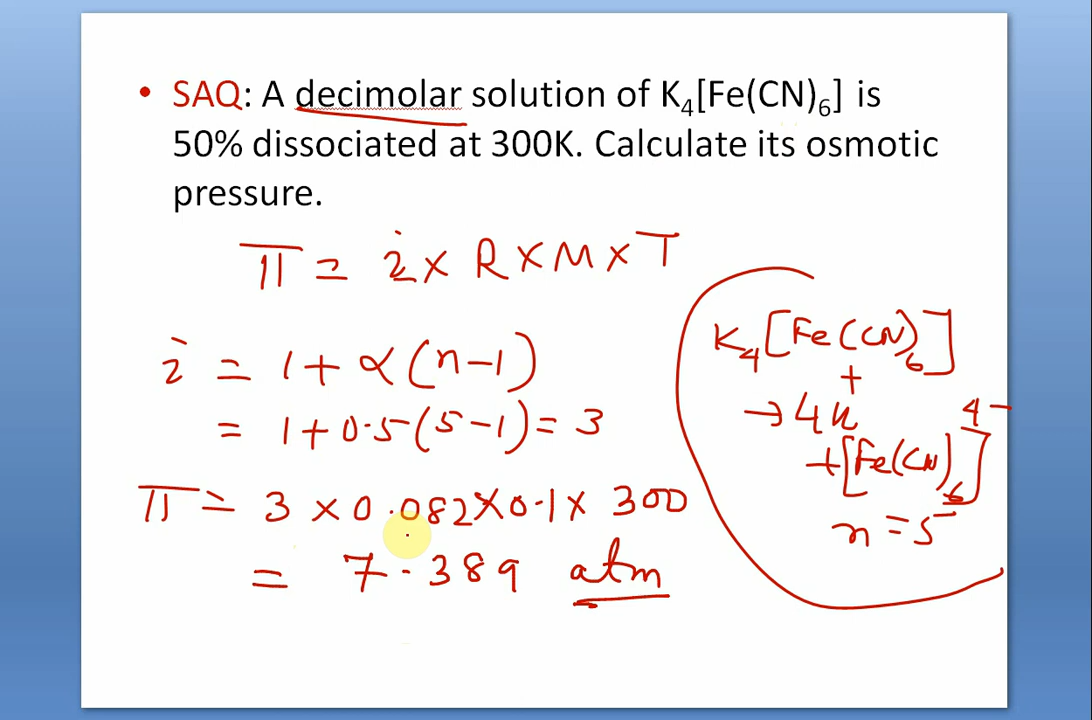 • SAQ: A decimolar solution of K₄[Fe(CN)₆] is
50% dissociated at 300K. Calculate its osmotic
pressure.
π = i × R × M × T
i = 1 + α (n-1)
= 1 + 0.5 (5-1) = 3
π = 3 × 0.082 × 0.1 × 300
= 7.389 atm
K₄[Fe(CN)₆]
→ 4K⁺
+ [Fe(CN)₆]⁴⁻
n = 5